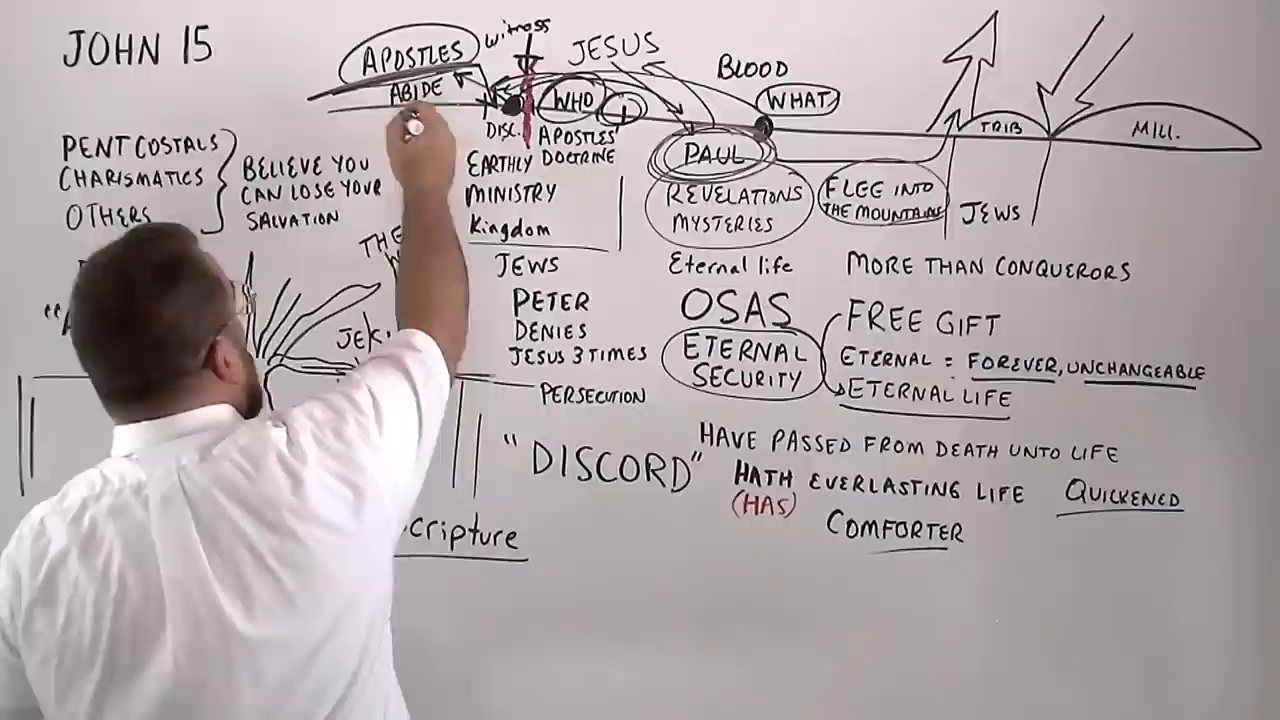 JOHN 15
APOSTLES
witness
JESUS
BLOOD
ABIDE
WHO
WHAT
TRIB
MILL.
DISC.
APOSTLES'
DOCTRINE
EARTHLY
MINISTRY
Kingdom
PAUL
REVELATIONS
MYSTERIES
FLEE INTO
THE MOUNTAINS
JEWS
PENTCOSTALS
CHARISMATICS
OTHERS
BELIEVE YOU
CAN LOSE YOUR
SALVATION
THE
JEWS
PETER
DENIES
JESUS 3 TIMES
PERSECUTION
Eternal life
OSAS
ETERNAL
SECURITY
MORE THAN CONQUERORS
FREE GIFT
ETERNAL = FOREVER, UNCHANGEABLE
ETERNAL LIFE
"DISCORD"
HAVE PASSED FROM DEATH UNTO LIFE
HATH EVERLASTING LIFE QUICKENED
(HAS)
COMFORTER
cripture